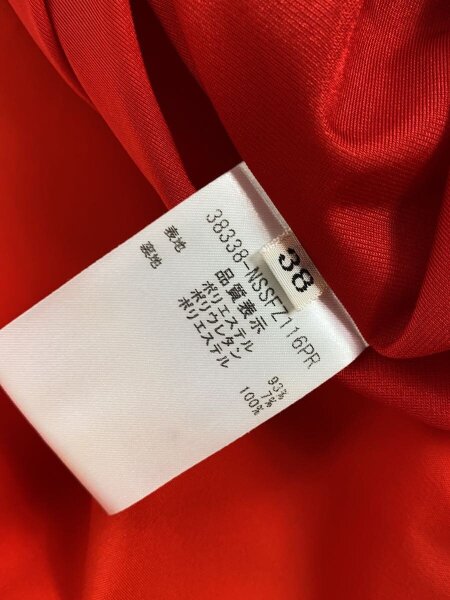 38
38338-NSSFZ116PR
品質表示
表地 ポリエステル 93%
ポリウレタン 7%
裏地 ポリエステル 100%